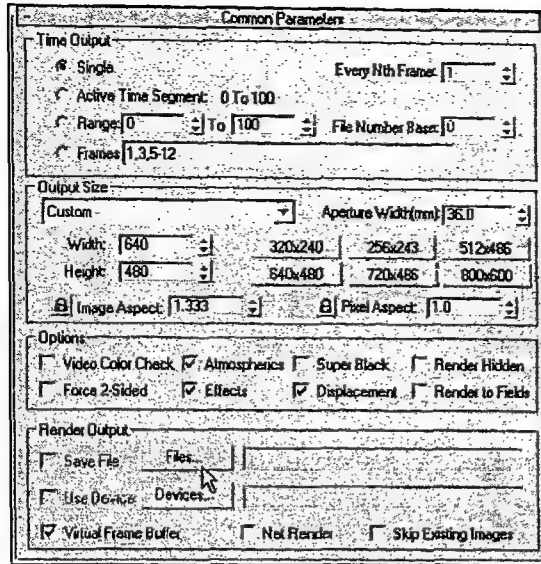 Common Parameters
Time Output
Single Every Nth Frame: 1
Active Time Segment: 0 To 100
Range: 0 To 100 File Number Base: 0
Frames 1,3,5-12
Output Size
Custom Aperture Width(mm): 36.0
Width: 640 320x240 256x243 512x486
Height: 480 640x480 720x486 800x600
Image Aspect: 1.333 Pixel Aspect: 1.0
Options
Video Color Check Atmospherics Super Black Render Hidden
Force 2-Sided Effects Displacement Render to Fields
Render Output
Save File Files...
Use Device Devices...
Virtual Frame Buffer Net Render Skip Existing Images